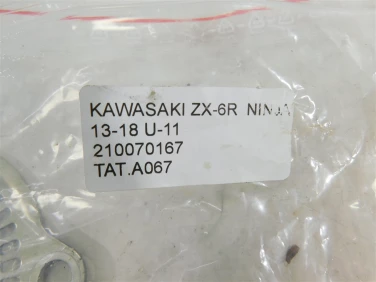 KAWASAKI ZX-6R NINJA
13-18 U-11
210070167
TAT.A067